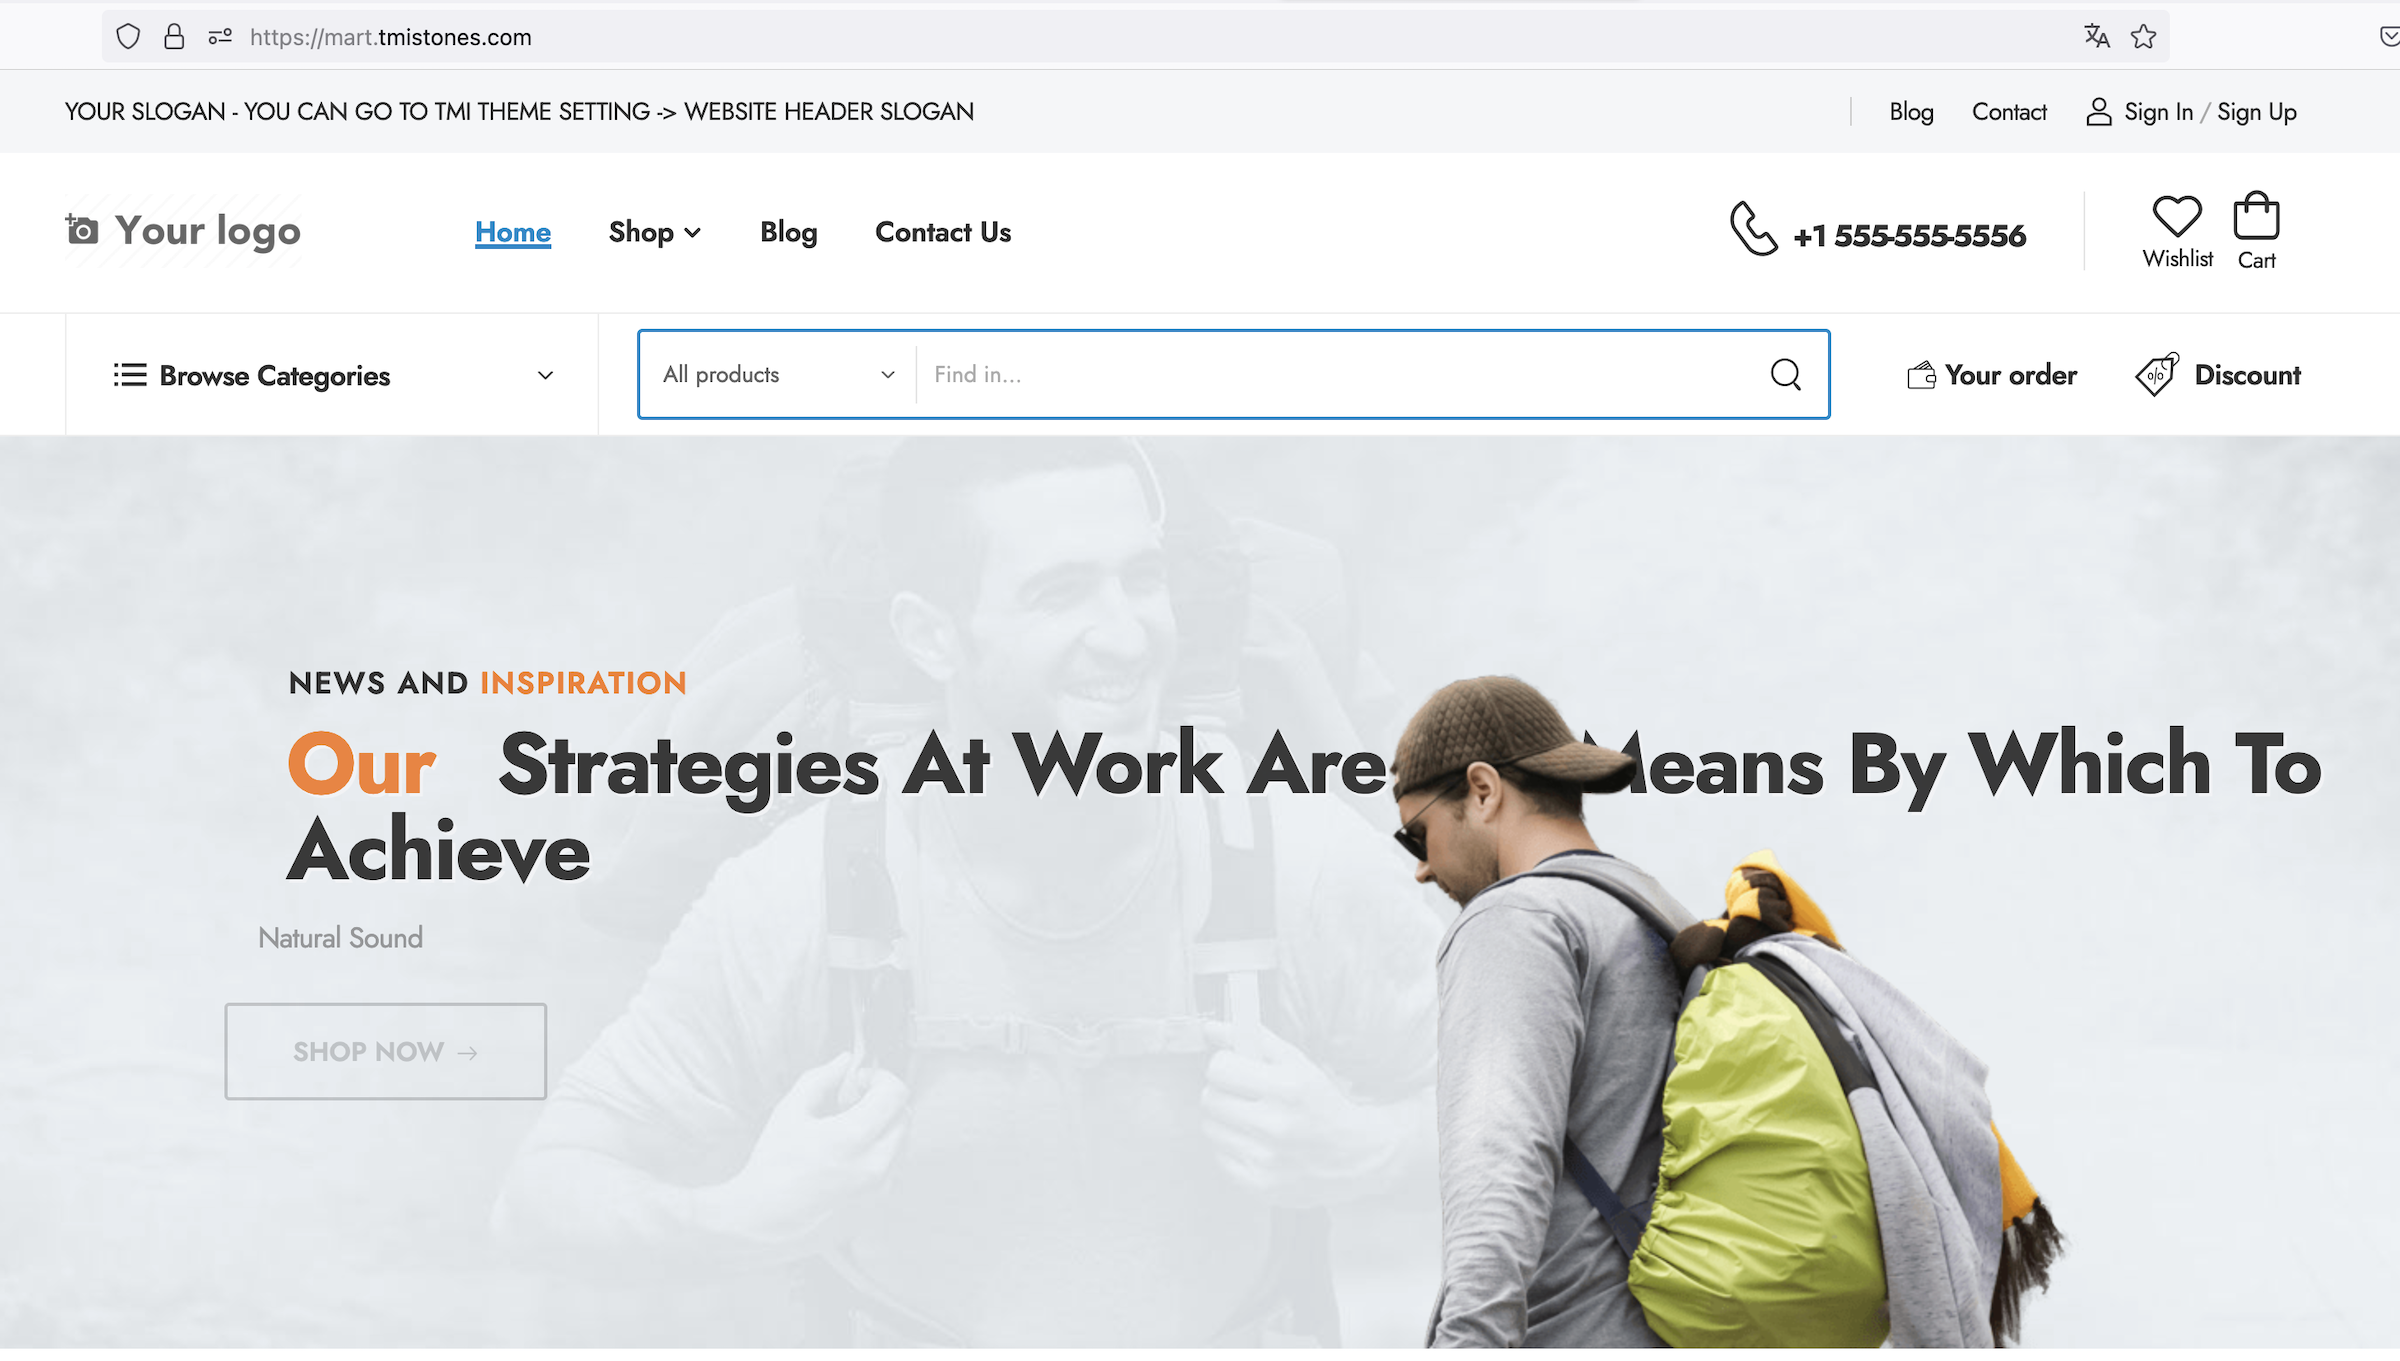 https://mart.tmistones.com
YOUR SLOGAN - YOU CAN GO TO TMI THEME SETTING -> WEBSITE HEADER SLOGAN
Blog
Contact
Sign In / Sign Up
Your logo
Home
Shop
Blog
Contact Us
+1 555-555-5556
Wishlist
Cart
Browse Categories
All products
Find in...
Your order
% Discount
NEWS AND INSPIRATION
Our Strategies At Work Are Means By Which To
Achieve
Natural Sound
SHOP NOW →